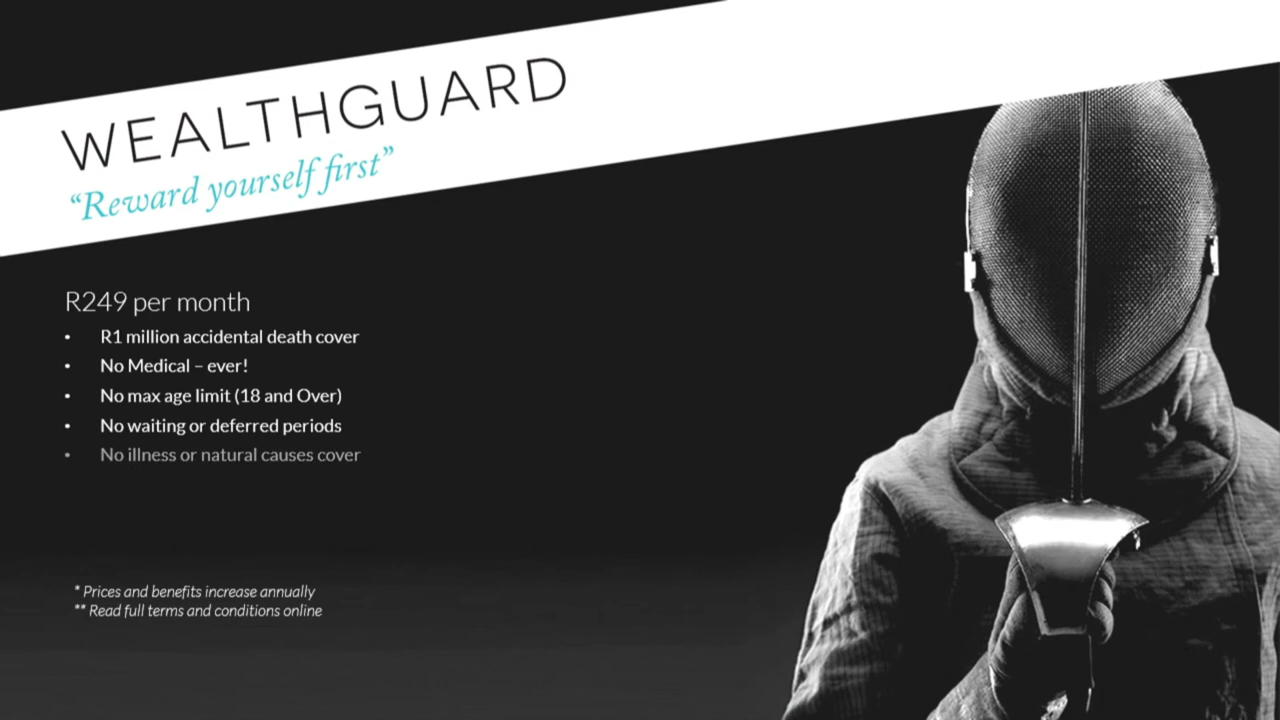 WEALTHGUARD
“Reward yourself first”
R249 per month
• R1 million accidental death cover
• No Medical – ever!
• No max age limit (18 and Over)
• No waiting or deferred periods
• No illness or natural causes cover
* Prices and benefits increase annually
** Read full terms and conditions online